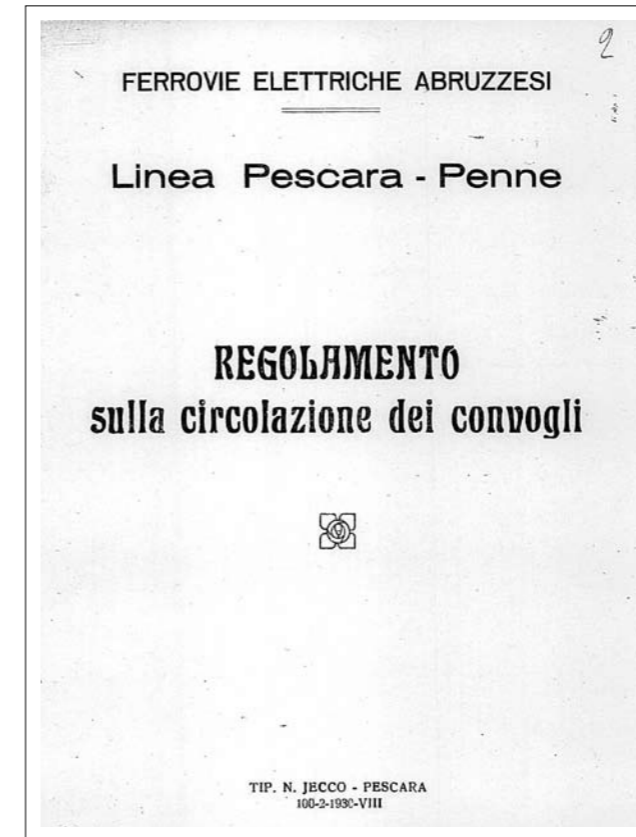 2
FERROVIE ELETTRICHE ABRUZZESI
Linea Pescara - Penne
REGOLAMENTO
sulla circolazione dei convogli
TIP. N. JECCO - PESCARA
100-2-1930-VIII